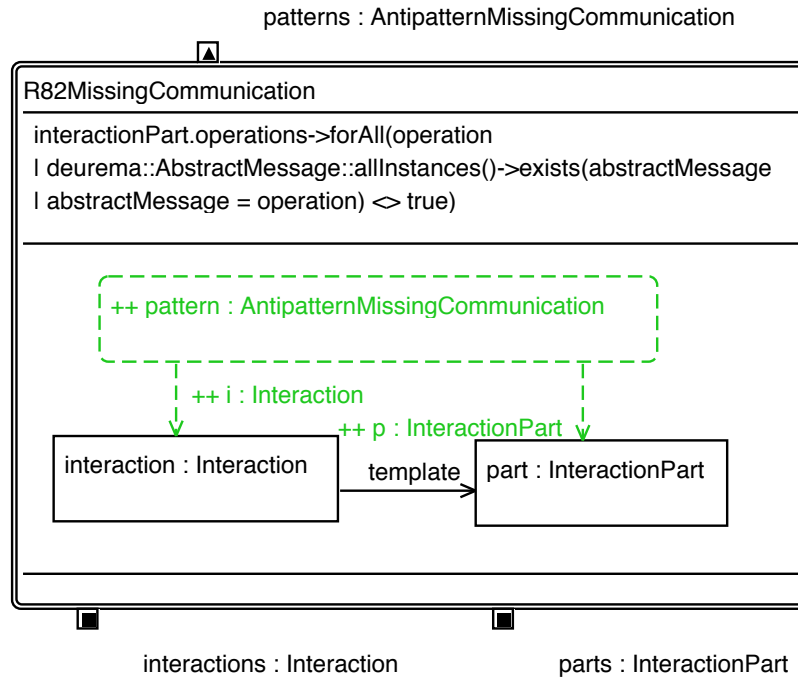 patterns : AntipatternMissingCommunication
R82MissingCommunication
interactionPart.operations->forAll(operation
| deurema::AbstractMessage::allInstances()->exists(abstractMessage
| abstractMessage = operation) <> true)
++ pattern : AntipatternMissingCommunication
++ i : Interaction
++ p : InteractionPart
interaction : Interaction
template
part : InteractionPart
interactions : Interaction
parts : InteractionPart